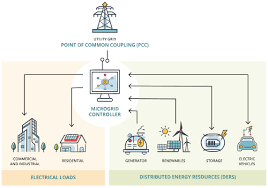 UTILITY GRID
POINT OF COMMON COUPLING (PCC)
MICROGRID
CONTROLLER
COMMERCIAL
AND INDUSTRIAL
RESIDENTIAL
GENERATOR
RENEWABLES
STORAGE
ELECTRIC
VEHICLES
ELECTRICAL LOADS
DISTRIBUTED ENERGY RESOURCES (DERS)